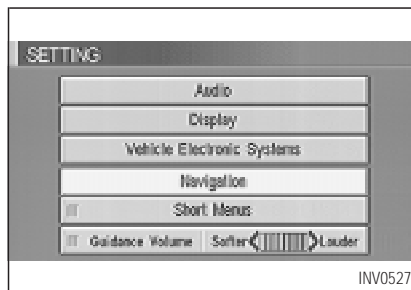 SETTING
Audio
Display
Vehicle Electronic Systems
Navigation
Short Menus
Guidance Volume Softer Louder
INV0527